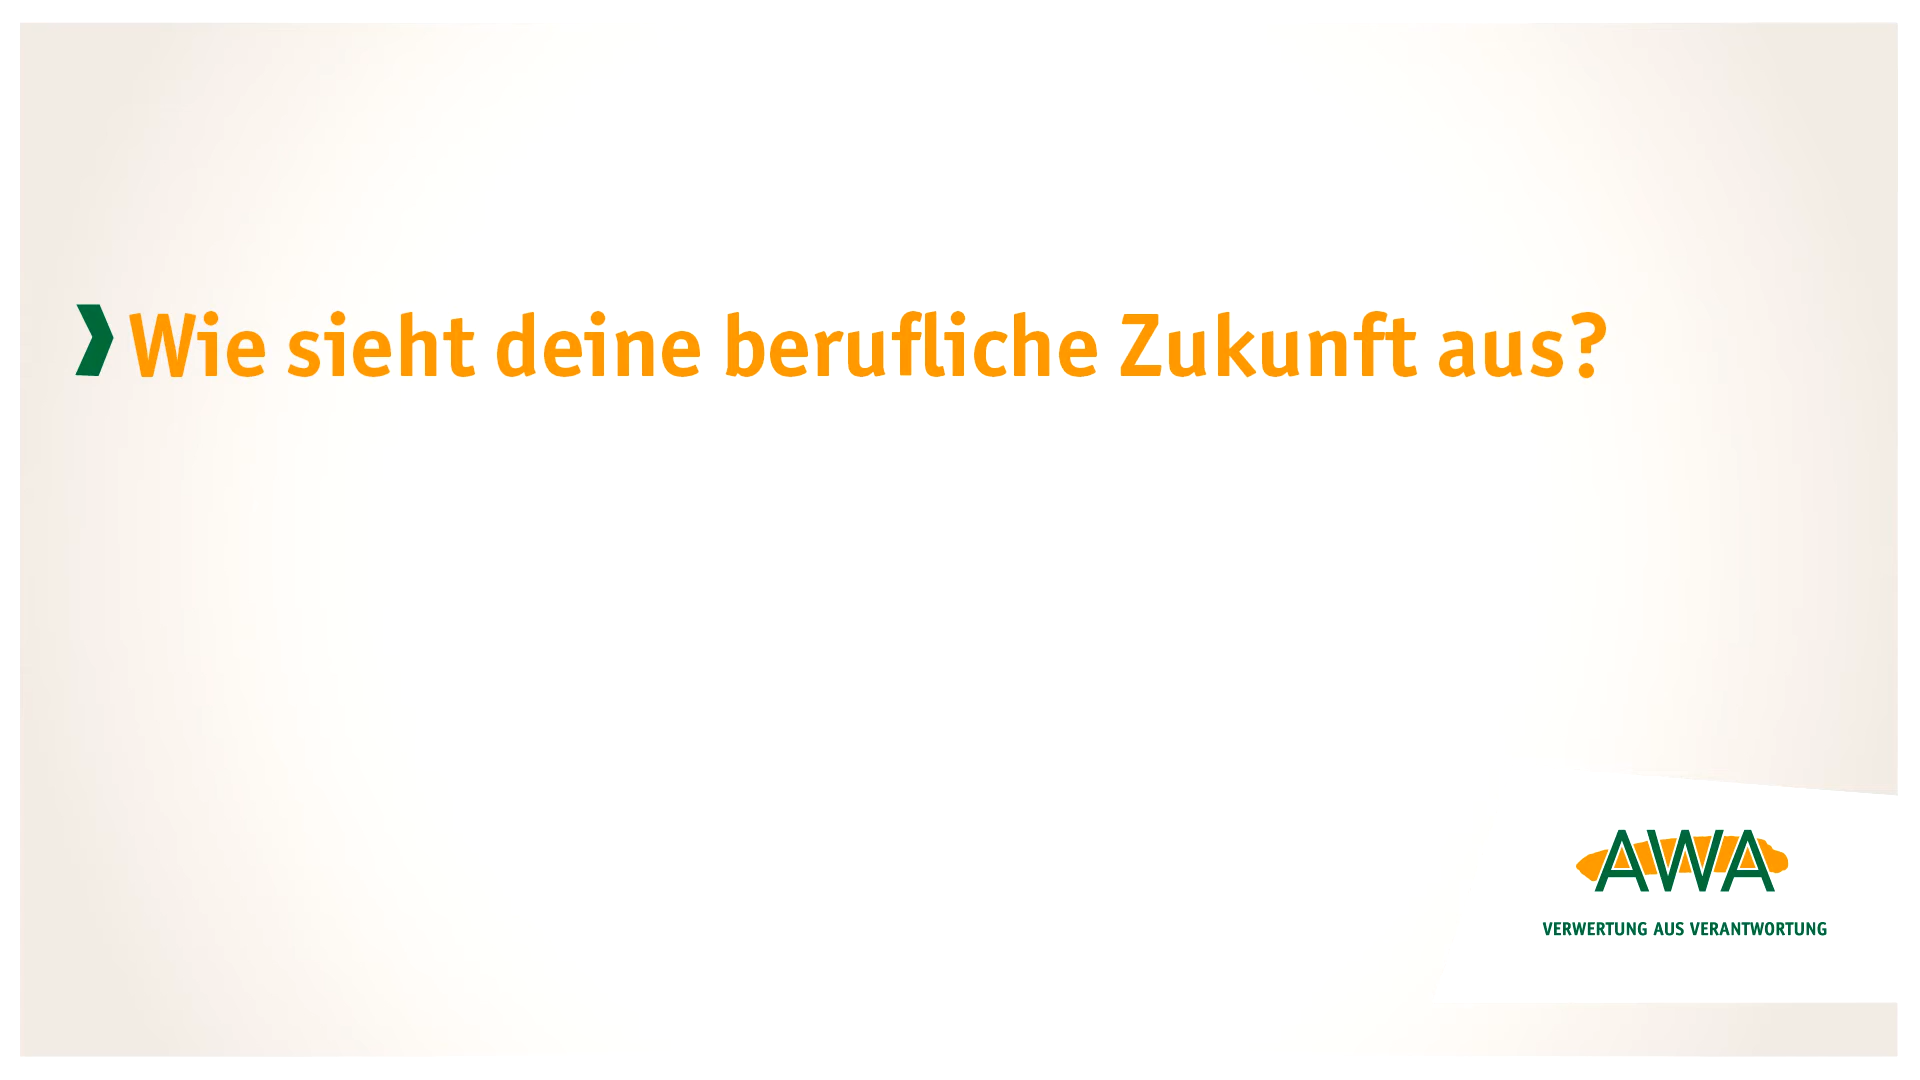 Wie sieht deine berufliche Zukunft aus?
AWA
VERWERTUNG AUS VERANTWORTUNG